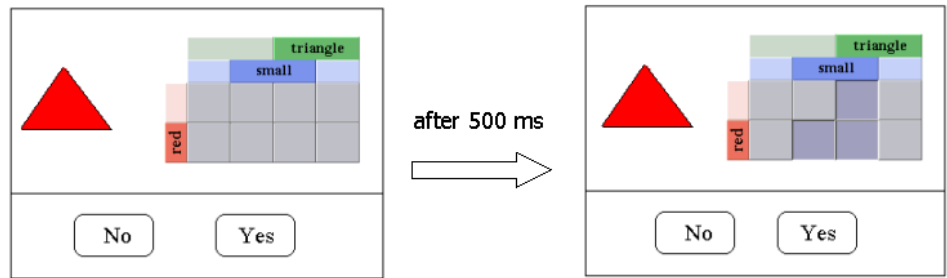 triangle
small
red
No Yes
after 500 ms
triangle
small
red
No Yes